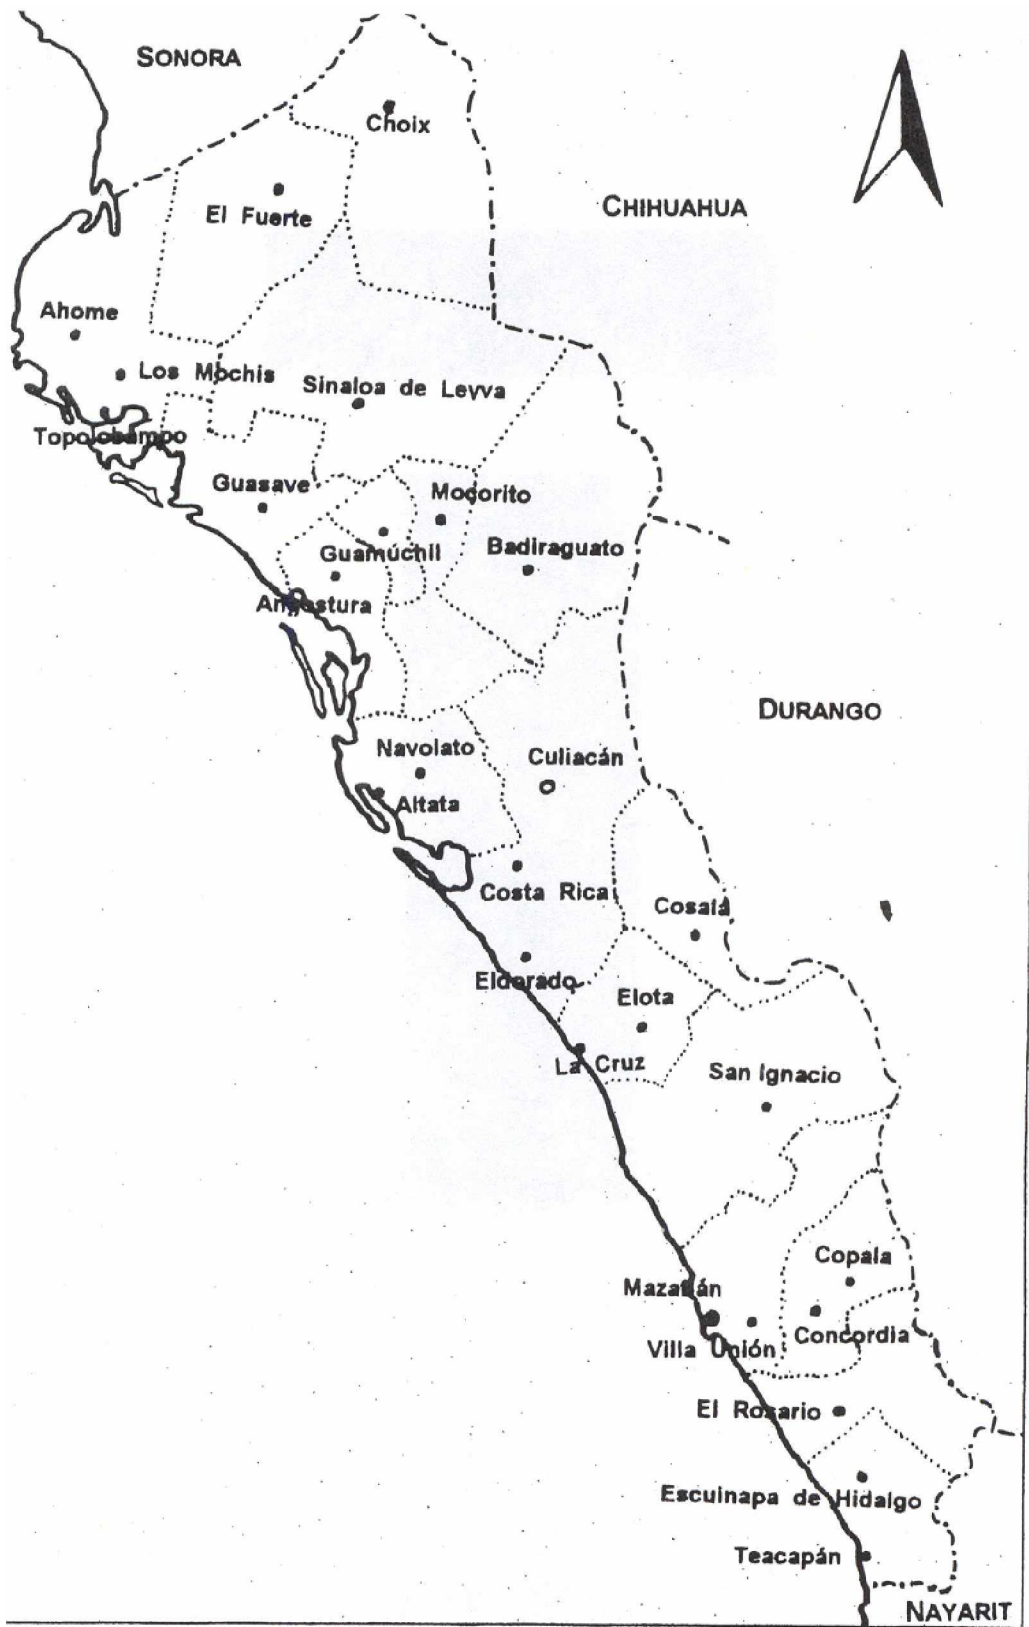 SONORA
Choix
CHIHUAHUA
El Fuerte
Ahome
Los Mochis
Sinaloa de Leyva
Topolobampo
Guasave
Mocorito
Guamúchil
Badiraguato
Angostura
DURANGO
Navolato
Culiacán
Altata
Costa Rica
Cosalá
Eldorado
Elota
La Cruz
San Ignacio
Copala
Mazatlán
Concordia
Villa Unión
El Rosario
Escuinapa de Hidalgo
Teacapán
NAYARIT